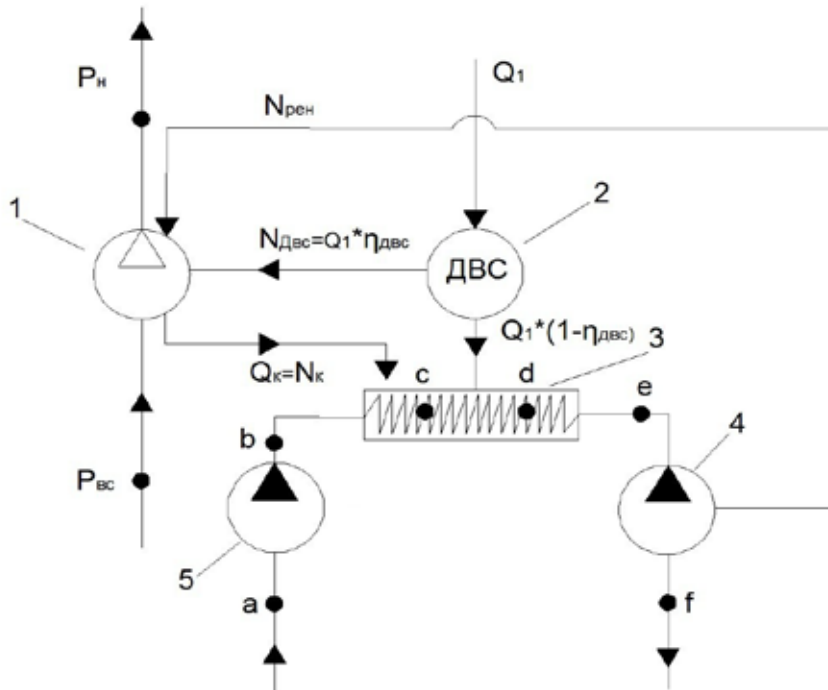 Pн
Q₁
Nрен
1
2
Nдвс=Q₁*ηдвс
ДВС
Q₁*(1-ηдвс)
3
Qк=Nк
c
d
e
4
b
Pвс
5
a
f